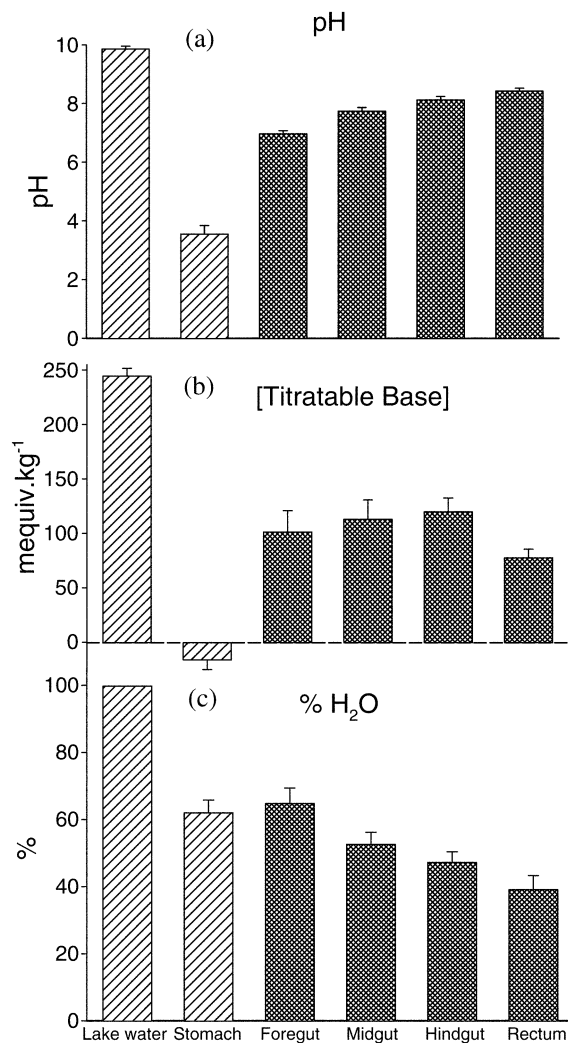 pH
(a)
10
8
6
4
2
0
pH
(b)
[Titratable Base]
250
200
150
100
50
0
mequiv.kg⁻¹
(c)
% H₂O
100
80
60
40
20
0
%
Lake water Stomach Foregut Midgut Hindgut Rectum